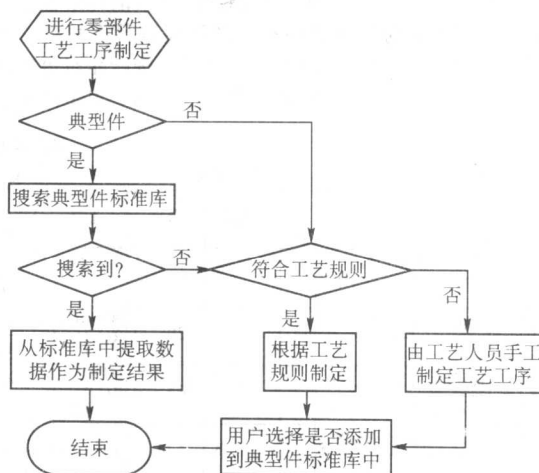 进行零部件
工艺工序制定
典型件
否
是
搜索典型件标准库
搜索到?
否
符合工艺规则
是
是
否
从标准库中提取数
据作为制定结果
根据工艺
规则制定
由工艺人员手工
制定工艺工序
结束
用户选择是否添加
到典型件标准库中